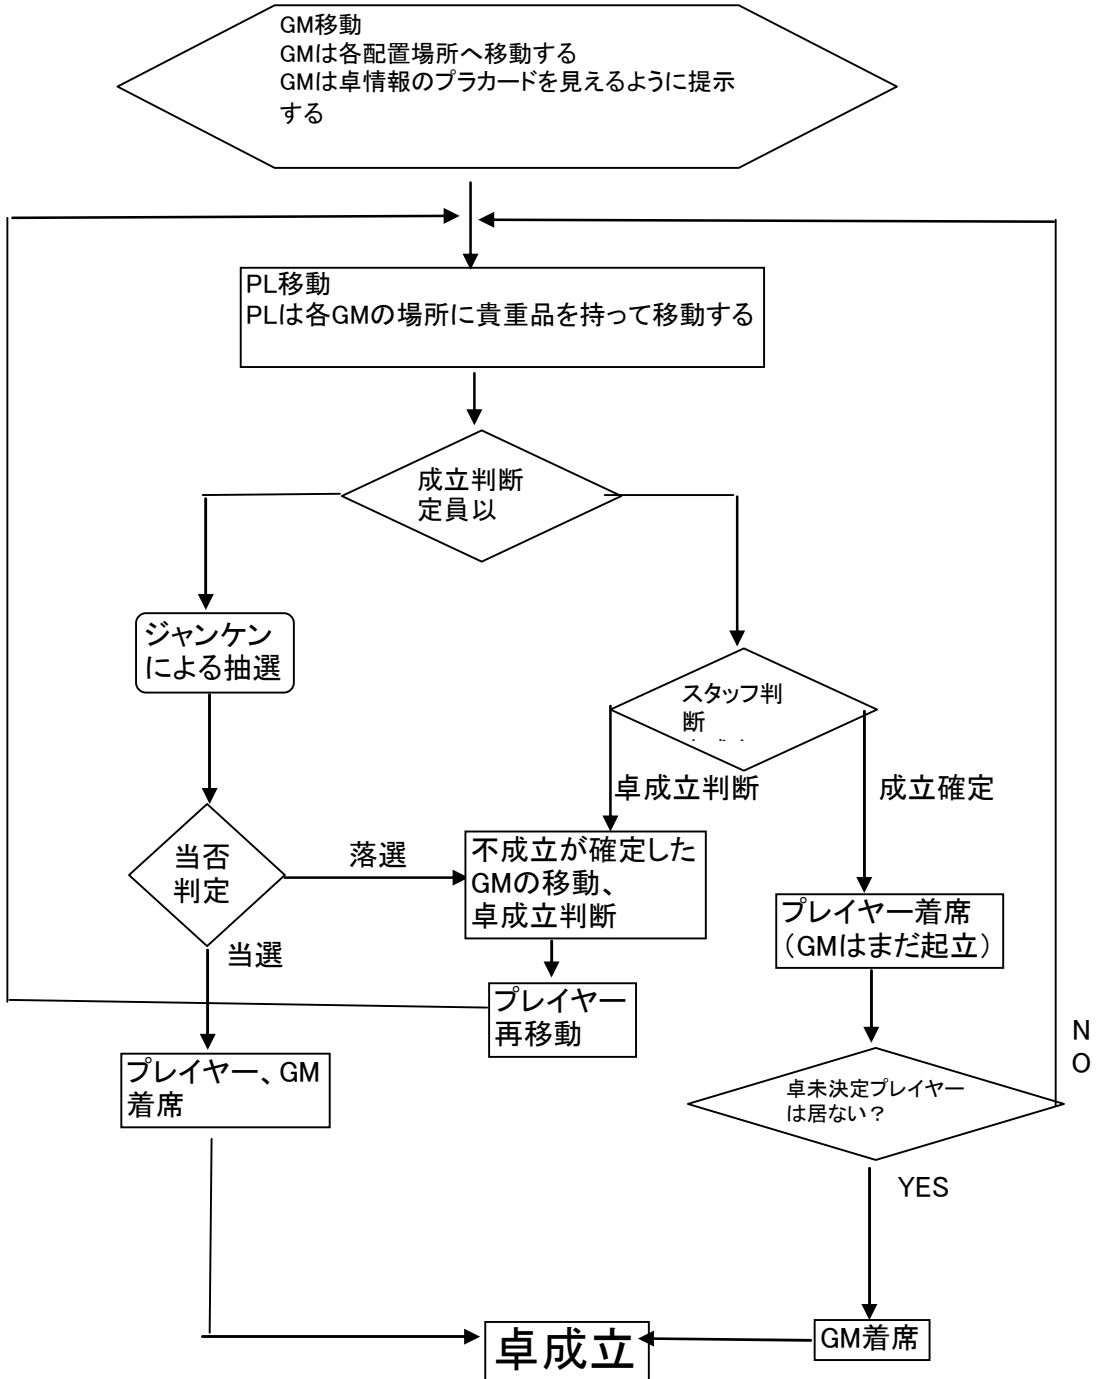 GM移動
GMは各配置場所へ移動する
GMは卓情報のプラカードを見えるように提示
する
PL移動
PLは各GMの場所に貴重品を持って移動する
成立判断
定員以
ジャンケン
による抽選
スタッフ判
断
卓成立判断
成立確定
当否
判定
落選
不成立が確定した
GMの移動、
卓成立判断
プレイヤー着席
（GMはまだ起立）
当選
プレイヤー
再移動
N
O
プレイヤー、GM
着席
卓未決定プレイヤー
は居ない？
YES
卓成立
GM着席